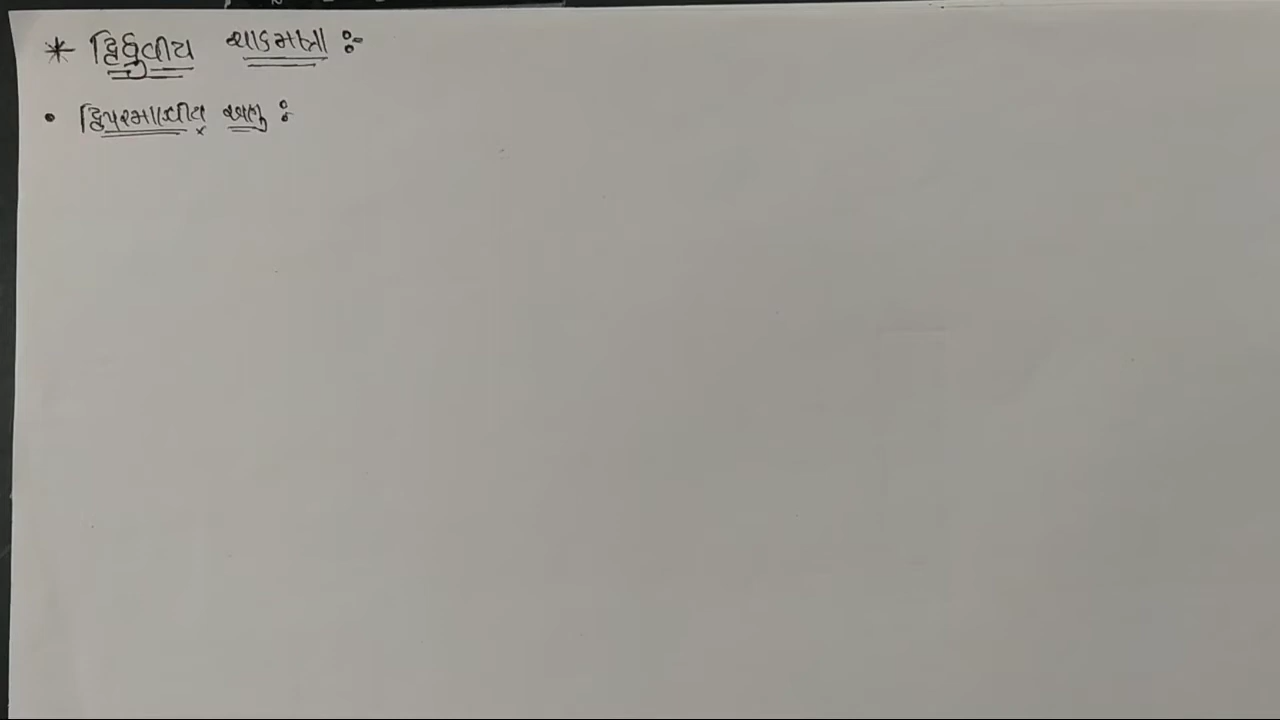 * દ્વિધ્રુવીય ચાકમાત્રા :-
• દ્વિપરમાણ્વીય અણુ :